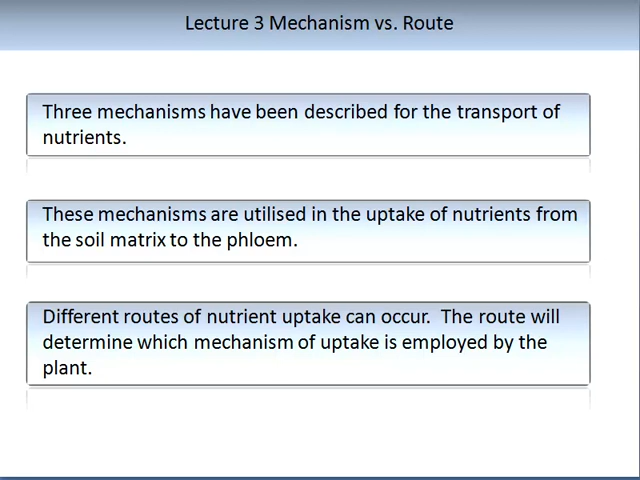 Lecture 3 Mechanism vs. Route
Three mechanisms have been described for the transport of
nutrients.
These mechanisms are utilised in the uptake of nutrients from
the soil matrix to the phloem.
Different routes of nutrient uptake can occur.  The route will
determine which mechanism of uptake is employed by the
plant.